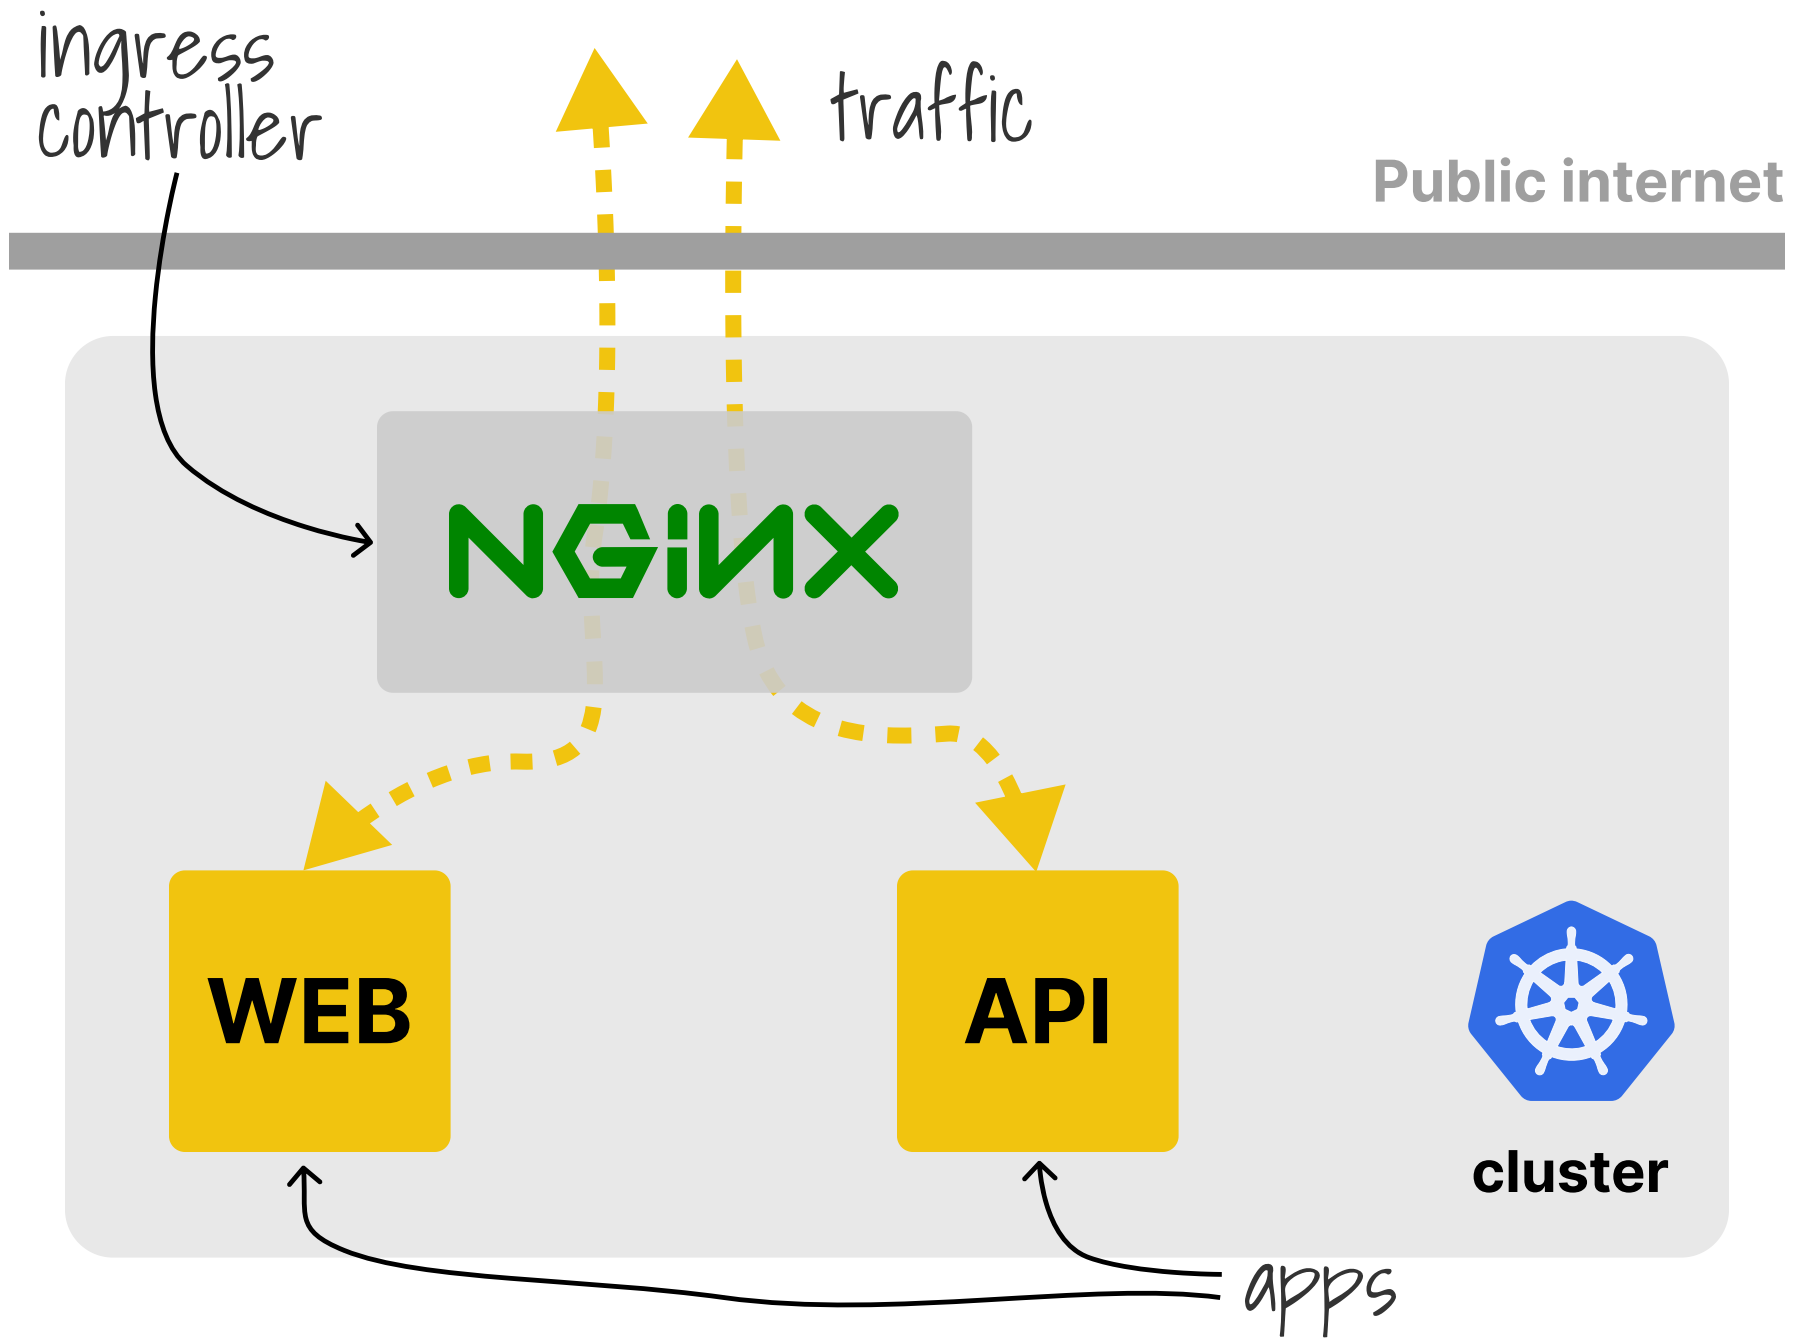 ingress
controller
traffic
Public internet
NGINX
WEB
API
cluster
apps